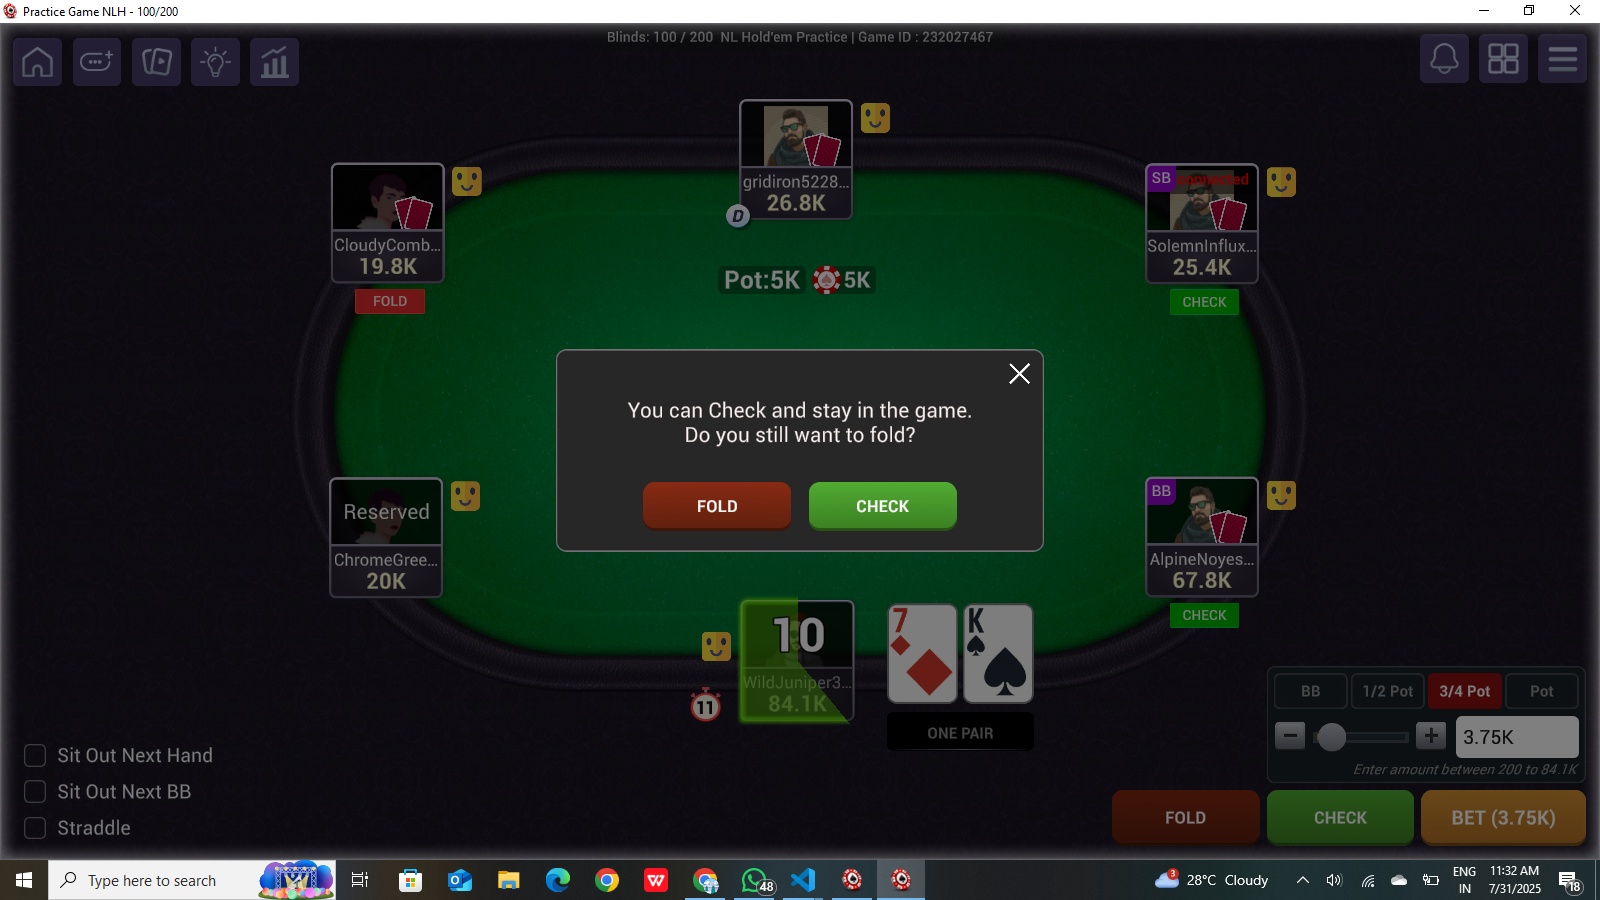 Practice Game NLH - 100/200
Blinds: 100 / 200 NL Hold'em Practice | Game ID : 232027467
gridiron5228...
26.8K
D
CloudyComb...
19.8K
FOLD
SB
SolemnInflux...
25.4K
CHECK
Pot:5K 5K
You can Check and stay in the game.
Do you still want to fold?
FOLD
CHECK
Reserved
ChromeGree...
20K
BB
AlpineNoyes...
67.8K
CHECK
10
WildJuniper3...
84.1K
11
7
K
ONE PAIR
BB
1/2 Pot
3/4 Pot
Pot
3.75K
Enter amount between 200 to 84.1K
FOLD
CHECK
BET (3.75K)
Sit Out Next Hand
Sit Out Next BB
Straddle
Type here to search
48
3
28°C Cloudy
ENG
IN
11:32 AM
7/31/2025
18